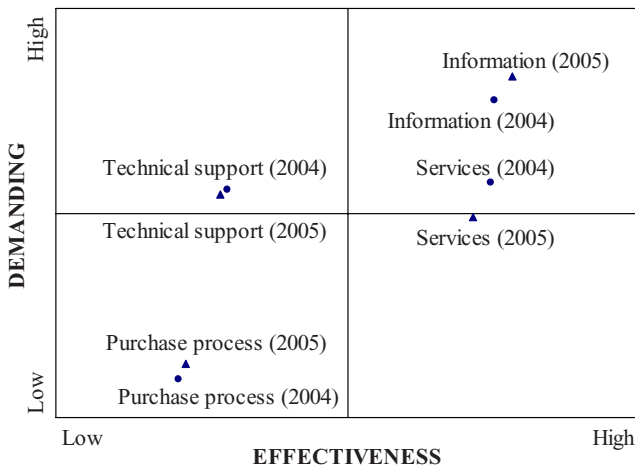 High
Information (2005)
Information (2004)
Technical support (2004)
Services (2004)
DEMANDING
Technical support (2005)
Services (2005)
Purchase process (2005)
Purchase process (2004)
Low
Low
High
EFFECTIVENESS